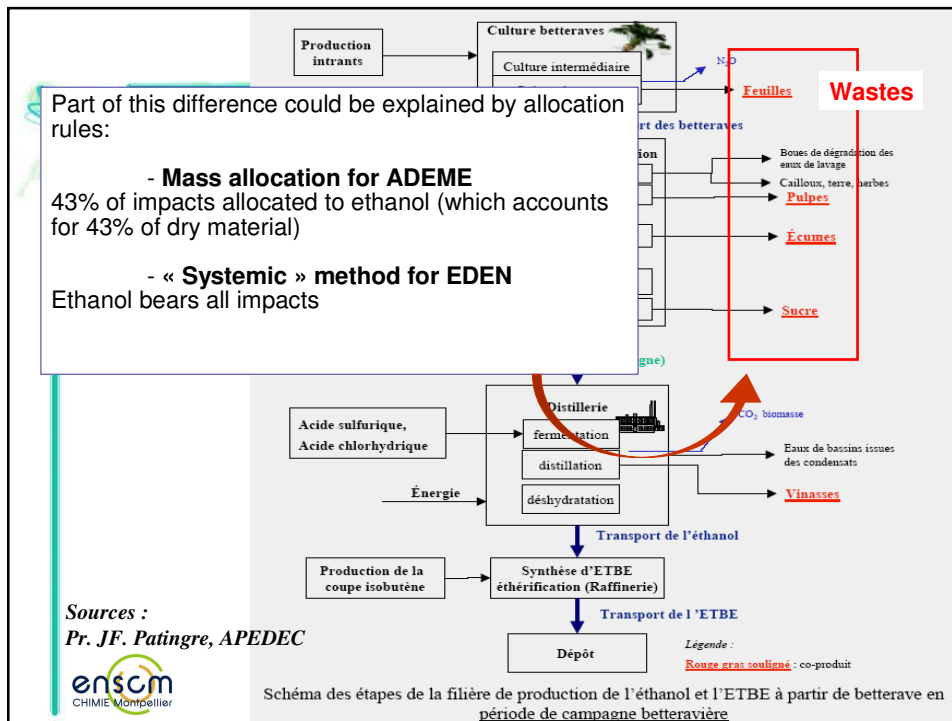 Production
intrants
Culture betteraves
Culture intermédiaire
N₂O
Feuilles
Wastes
Part of this difference could be explained by allocation
rules:
- Mass allocation for ADEME
43% of impacts allocated to ethanol (which accounts
for 43% of dry material)
- « Systemic » method for EDEN
Ethanol bears all impacts
des betteraves
Boues de dégradation des
eaux de lavage
Cailloux, terre, herbes
Pulpes
Écumes
Sucre
Distillerie
Acide sulfurique,
Acide chlorhydrique
fermentation
distillation
déshydratation
Énergie
CO₂ biomasse
Eaux de bassins issues
des condensats
Vinasses
Transport de l'éthanol
Production de la
coupe isobutène
Synthèse d'ETBE
éthérification (Raffinerie)
Transport de l 'ETBE
Dépôt
Légende :
Rouge gras souligné : co-produit
Sources :
Pr. JF. Patingre, APEDEC
enscm
CHIMIE Montpellier
Schéma des étapes de la filière de production de l'éthanol et l'ETBE à partir de betterave en
période de campagne betteravière